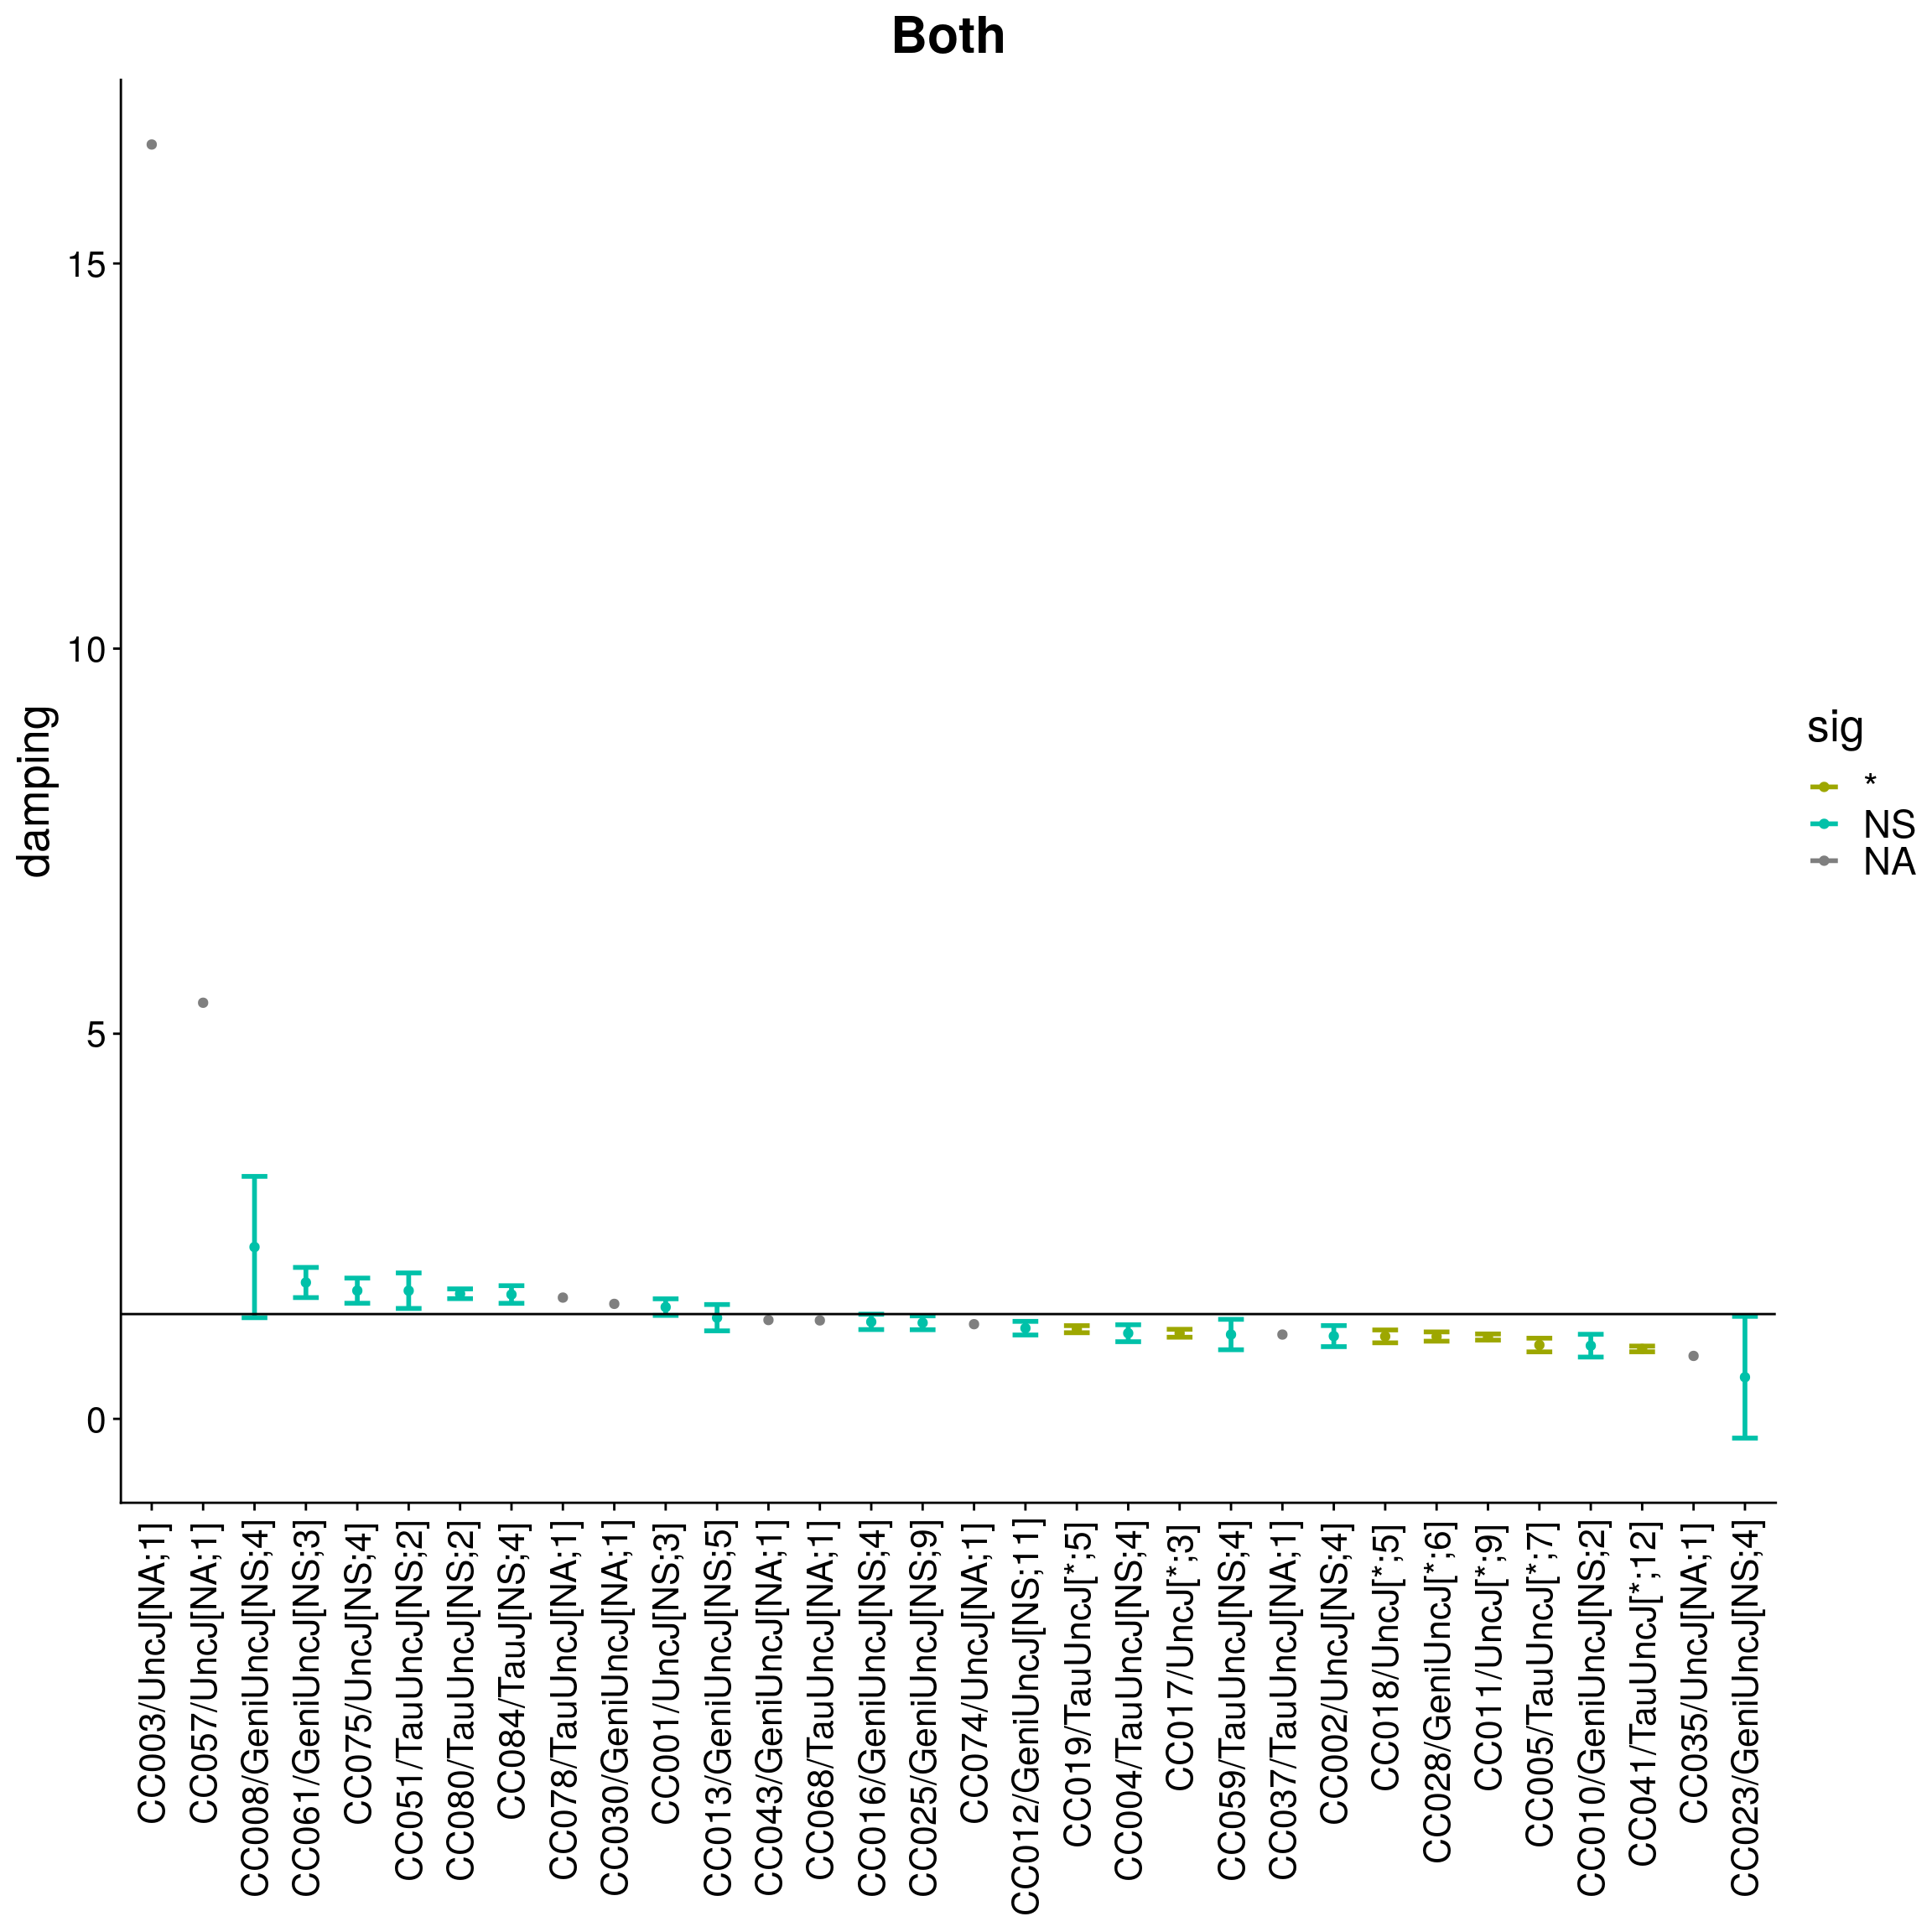 Both
damping
15
10
5
0
CC003/UncJ[NA;1]
CC057/UncJ[NA;1]
CC008/GeniUncJ[NS;4]
CC061/GeniUncJ[NS;3]
CC075/UncJ[NS;4]
CC051/TauUncJ[NS;2]
CC080/TauUncJ[NS;2]
CC084/TauJ[NS;4]
CC078/TauUncJ[NA;1]
CC030/GeniUncJ[NA;1]
CC001/UncJ[NS;3]
CC013/GeniUncJ[NS;5]
CC043/GeniUncJ[NA;1]
CC068/TauUncJ[NA;1]
CC016/GeniUncJ[NS;4]
CC025/GeniUncJ[NS;9]
CC074/UncJ[NA;1]
CC012/GeniUncJ[NS;11]
CC019/TauUncJ[*;5]
CC004/TauUncJ[NS;4]
CC017/UncJ[*;3]
CC059/TauUncJ[NS;4]
CC037/TauUncJ[NA;1]
CC002/UncJ[NS;4]
CC018/UncJ[*;5]
CC028/GeniUncJ[*;6]
CC011/UncJ[*;9]
CC005/TauUncJ[*;7]
CC010/GeniUncJ[NS;2]
CC041/TauUncJ[*;12]
CC035/UncJ[NA;1]
CC023/GeniUncJ[NS;4]
sig
*
NS
NA